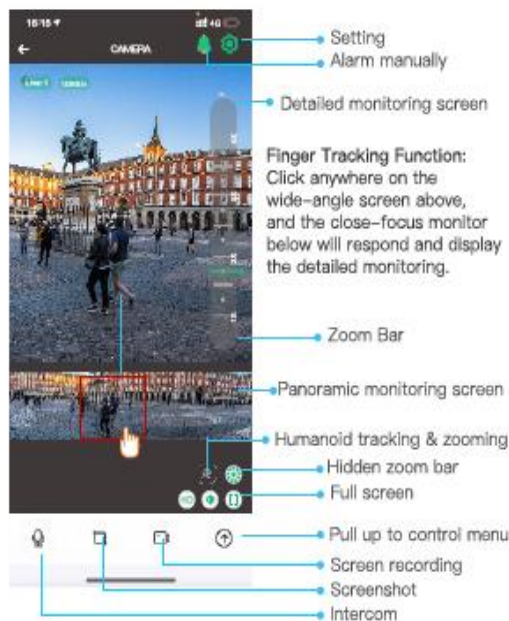 16:15
4G
CAMERA
Setting
Alarm manually
Detailed monitoring screen
Finger Tracking Function:
Click anywhere on the
wide-angle screen above,
and the close-focus monitor
below will respond and display
the detailed monitoring.
Zoom Bar
Panoramic monitoring screen
Humanoid tracking & zooming
Hidden zoom bar
Full screen
HD
Pull up to control menu
Screen recording
Screenshot
Intercom